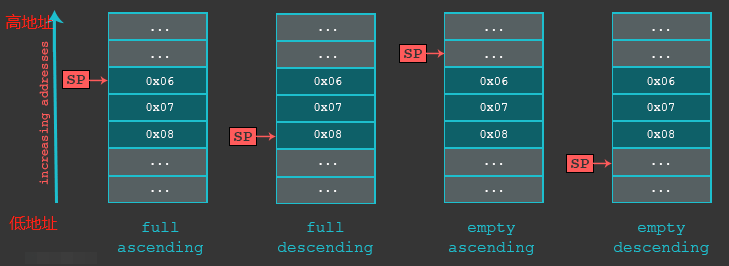 高地址
increasing addresses
低地址
...
...
SP
0x06
0x07
0x08
...
...
full
ascending
...
...
0x06
0x07
SP
0x08
...
...
full
descending
...
SP
...
0x06
0x07
0x08
...
...
empty
ascending
...
...
0x06
0x07
0x08
SP
...
...
empty
descending